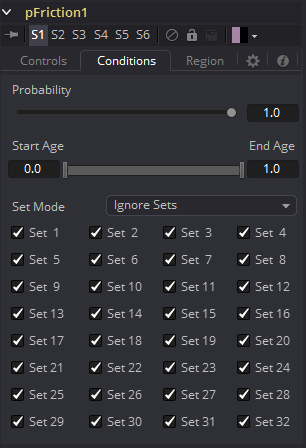 pFriction1
S1 S2 S3 S4 S5 S6
Controls Conditions Region
Probability
1.0
Start Age End Age
0.0 1.0
Set Mode Ignore Sets
Set 1 Set 2 Set 3 Set 4
Set 5 Set 6 Set 7 Set 8
Set 9 Set 10 Set 11 Set 12
Set 13 Set 14 Set 15 Set 16
Set 17 Set 18 Set 19 Set 20
Set 21 Set 22 Set 23 Set 24
Set 25 Set 26 Set 27 Set 28
Set 29 Set 30 Set 31 Set 32